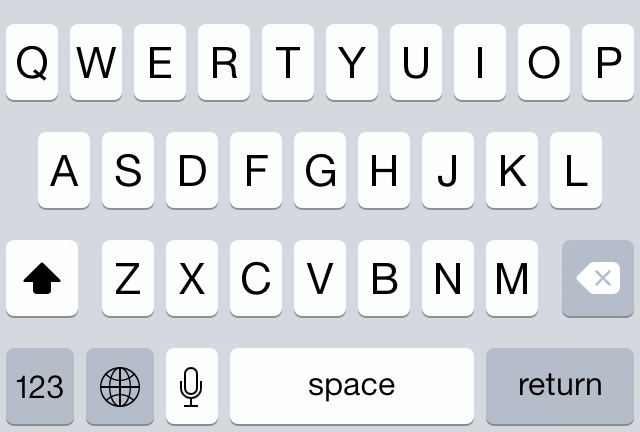 Q W E R T Y U I O P
A S D F G H J K L
Z X C V B N M
123 space return